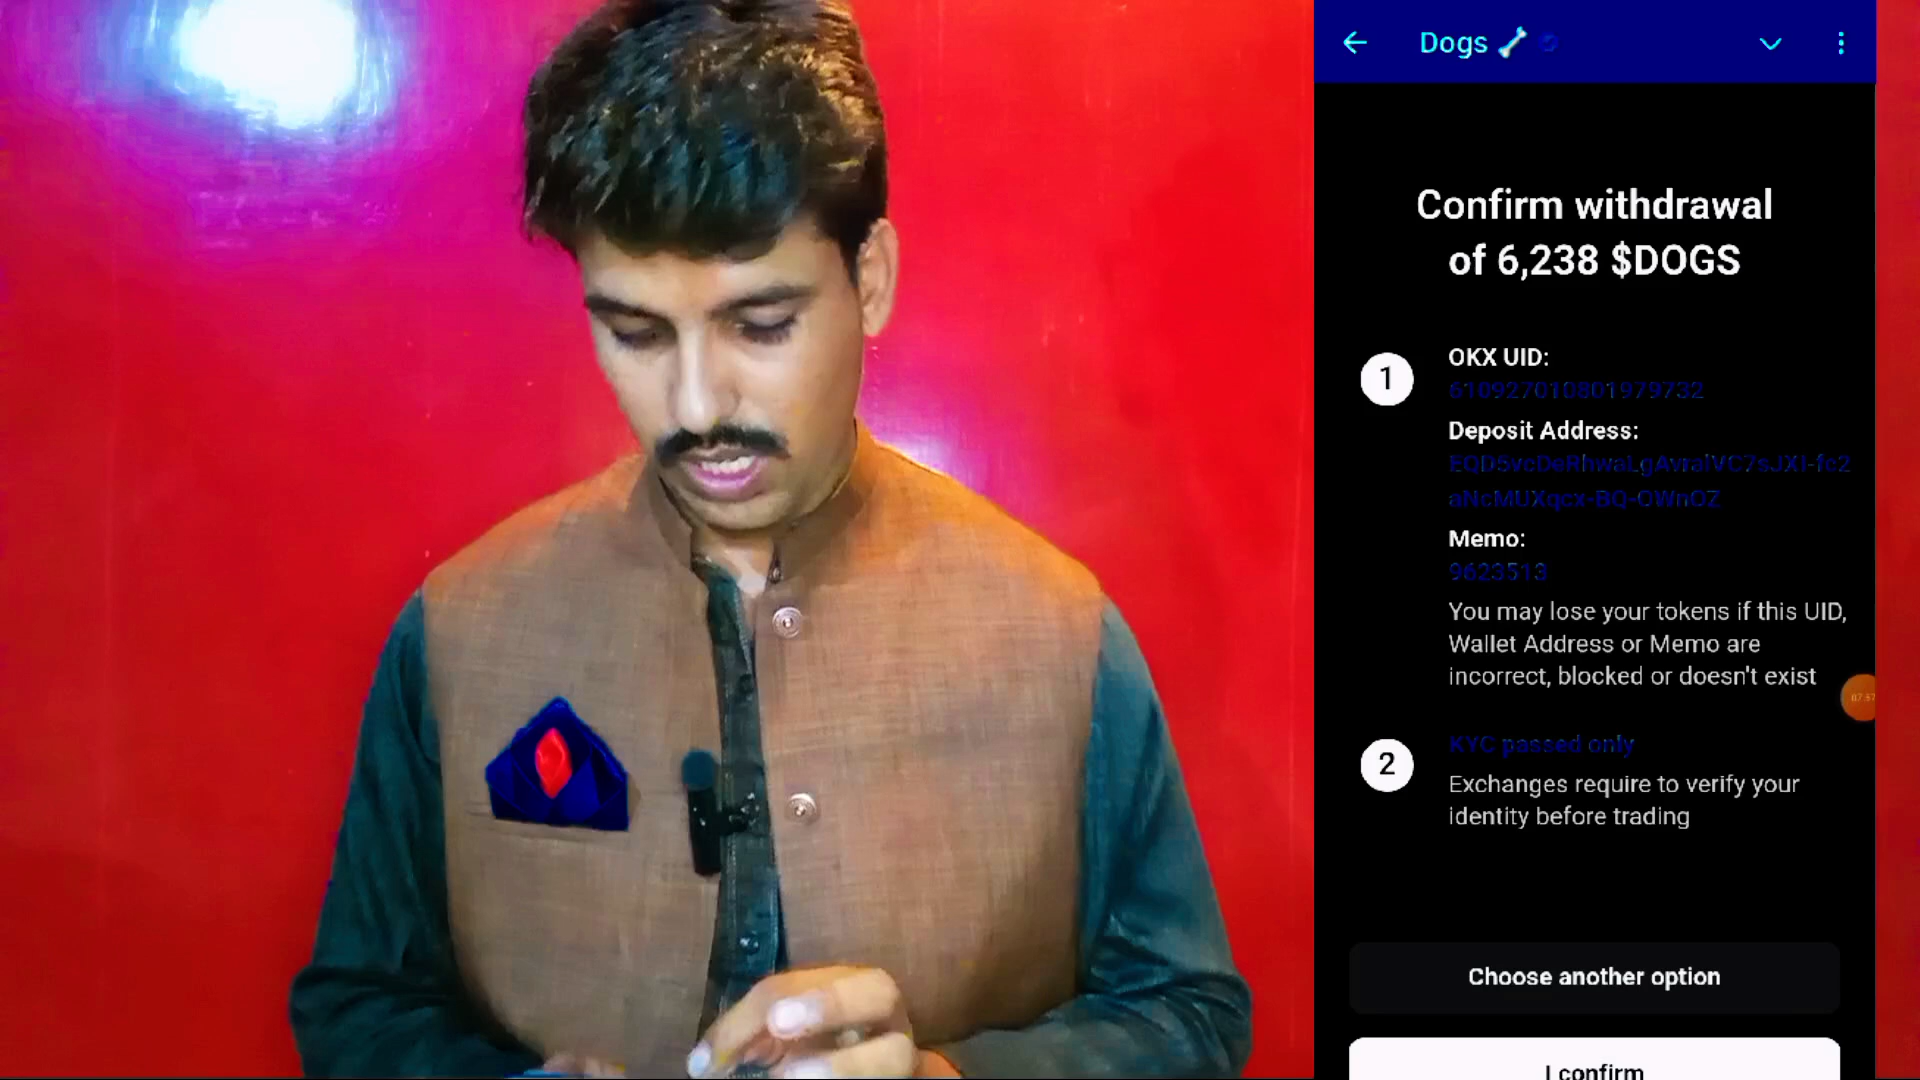 Dogs
Confirm withdrawal
of 6,238 $DOGS
1
OKX UID:
610927010801979732
Deposit Address:
Memo:
9623513
You may lose your tokens if this UID,
Wallet Address or Memo are
incorrect, blocked or doesn't exist
2
KYC passed only
Exchanges require to verify your
identity before trading
Choose another option
I confirm